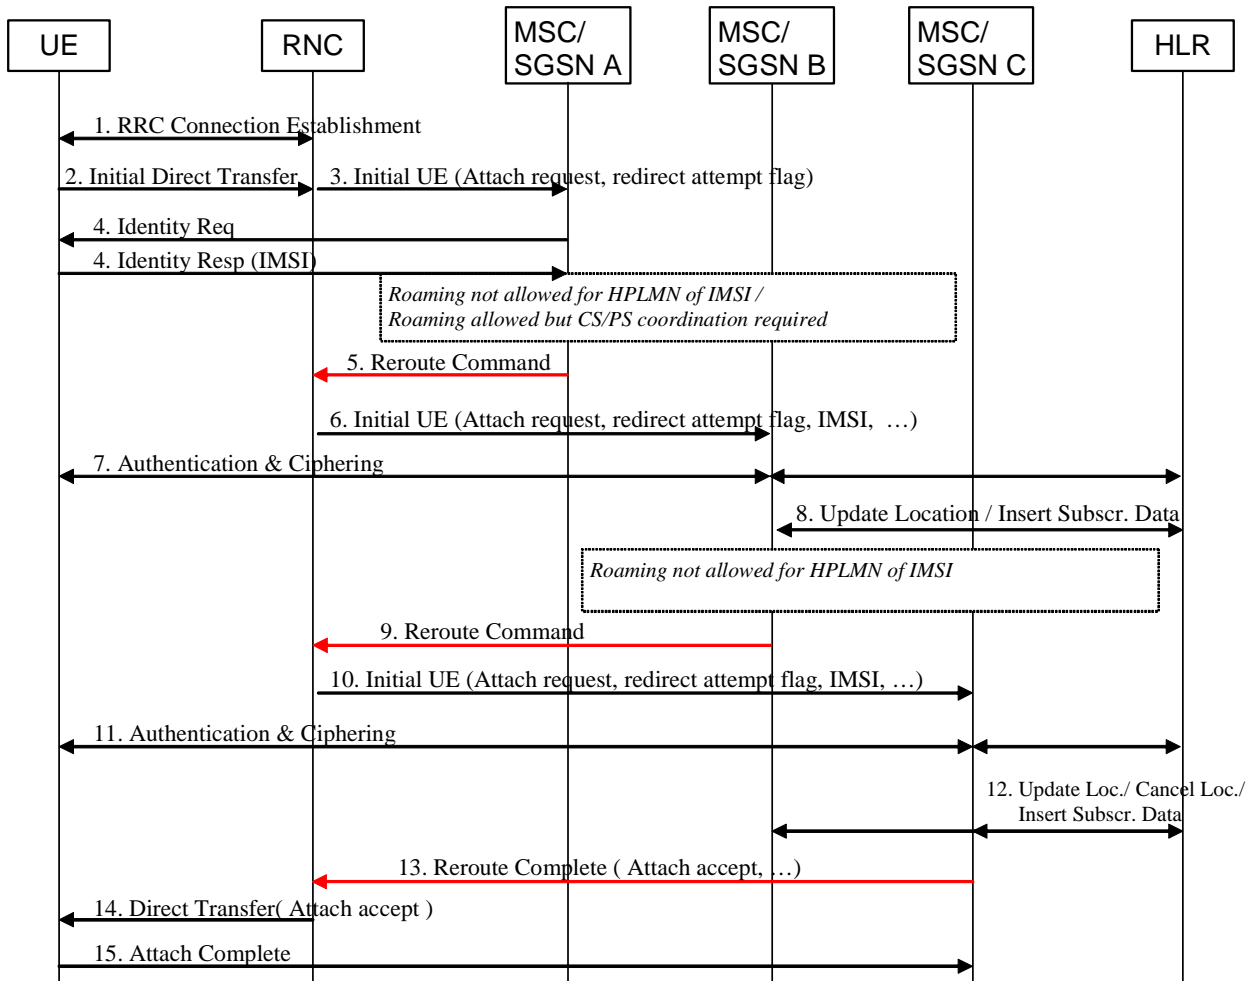 UE
RNC
MSC/
SGSN A
MSC/
SGSN B
MSC/
SGSN C
HLR
1. RRC Connection Establishment
2. Initial Direct Transfer
3. Initial UE (Attach request, redirect attempt flag)
4. Identity Req
4. Identity Resp (IMSI)
Roaming not allowed for HPLMN of IMSI /
Roaming allowed but CS/PS coordination required
5. Reroute Command
6. Initial UE (Attach request, redirect attempt flag, IMSI, …)
7. Authentication & Ciphering
8. Update Location / Insert Subscr. Data
Roaming not allowed for HPLMN of IMSI
9. Reroute Command
10. Initial UE (Attach request, redirect attempt flag, IMSI, …)
11. Authentication & Ciphering
12. Update Loc./ Cancel Loc./
Insert Subscr. Data
13. Reroute Complete ( Attach accept, …)
14. Direct Transfer( Attach accept )
15. Attach Complete